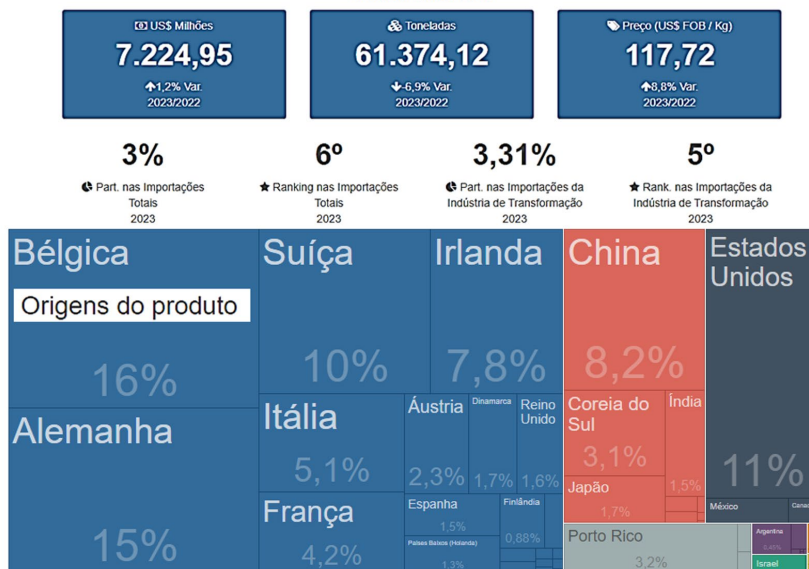 US$ Milhões
7.224,95
1,2% Var.
2023/2022
Toneladas
61.374,12
-6,9% Var.
2023/2022
Preço (US$ FOB / Kg)
117,72
8,8% Var.
2023/2022
3%
Part. nas Importações
Totais
2023
6º
Ranking nas Importações
Totais
2023
3,31%
Part. nas Importações da
Indústria de Transformação
2023
5º
Rank. nas Importações da
Indústria de Transformação
2023
Bélgica
Origens do produto
16%
Alemanha
15%
Suíça
10%
Irlanda
7,8%
Itália
5,1%
França
4,2%
Áustria
2,3%
Dinamarca
1,7%
Reino
Unido
1,6%
Espanha
1,5%
Finlândia
0,88%
Países Baixos (Holanda)
1,3%
China
8,2%
Coreia do
Sul
3,1%
Índia
1,5%
Japão
1,7%
Estados
Unidos
11%
México
Porto Rico
3,2%
Argentina
Israel